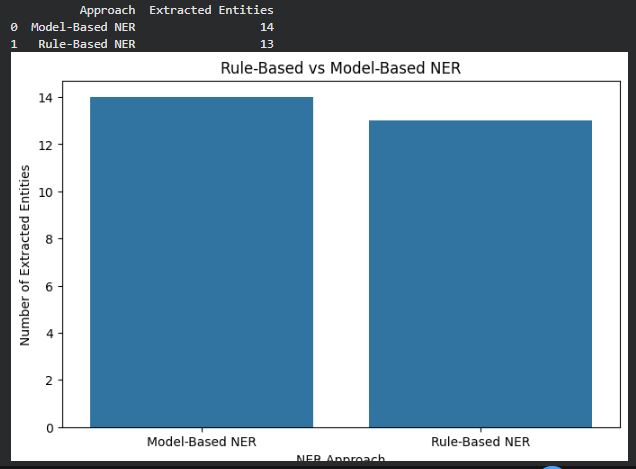 Approach Extracted Entities
0 Model-Based NER 14
1 Rule-Based NER 13
Rule-Based vs Model-Based NER
14
12
10
8
6
4
2
0
Number of Extracted Entities
Model-Based NER Rule-Based NER
NER Approach